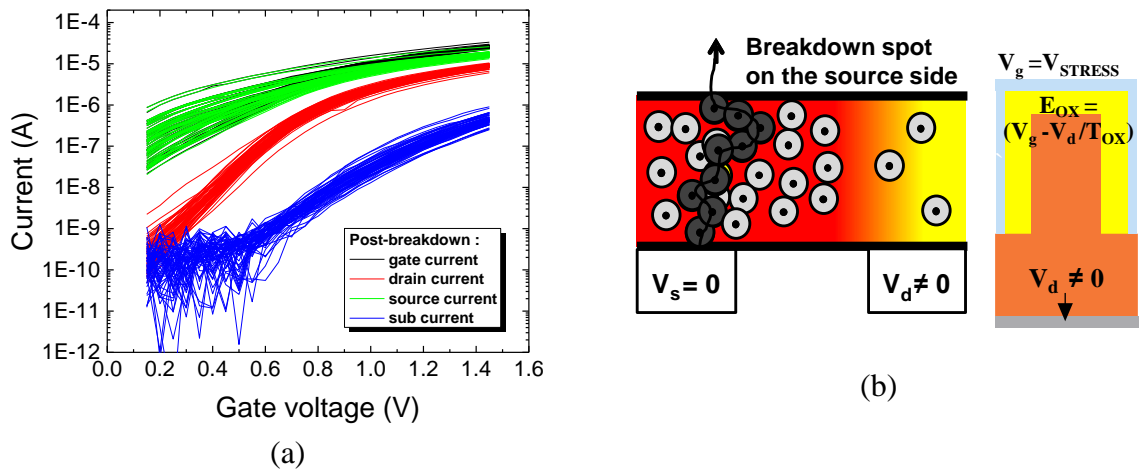 1E-4
1E-5
1E-6
1E-7
1E-8
1E-9
1E-10
1E-11
1E-12
Current (A)
Post-breakdown :
gate current
drain current
source current
sub current
0.0 0.2 0.4 0.6 0.8 1.0 1.2 1.4 1.6
Gate voltage (V)
(a)
Breakdown spot
on the source side
V_s = 0
V_d ≠ 0
V_g =V_STRESS
E_OX =
(V_g -V_d/T_OX)
V_d ≠ 0
(b)